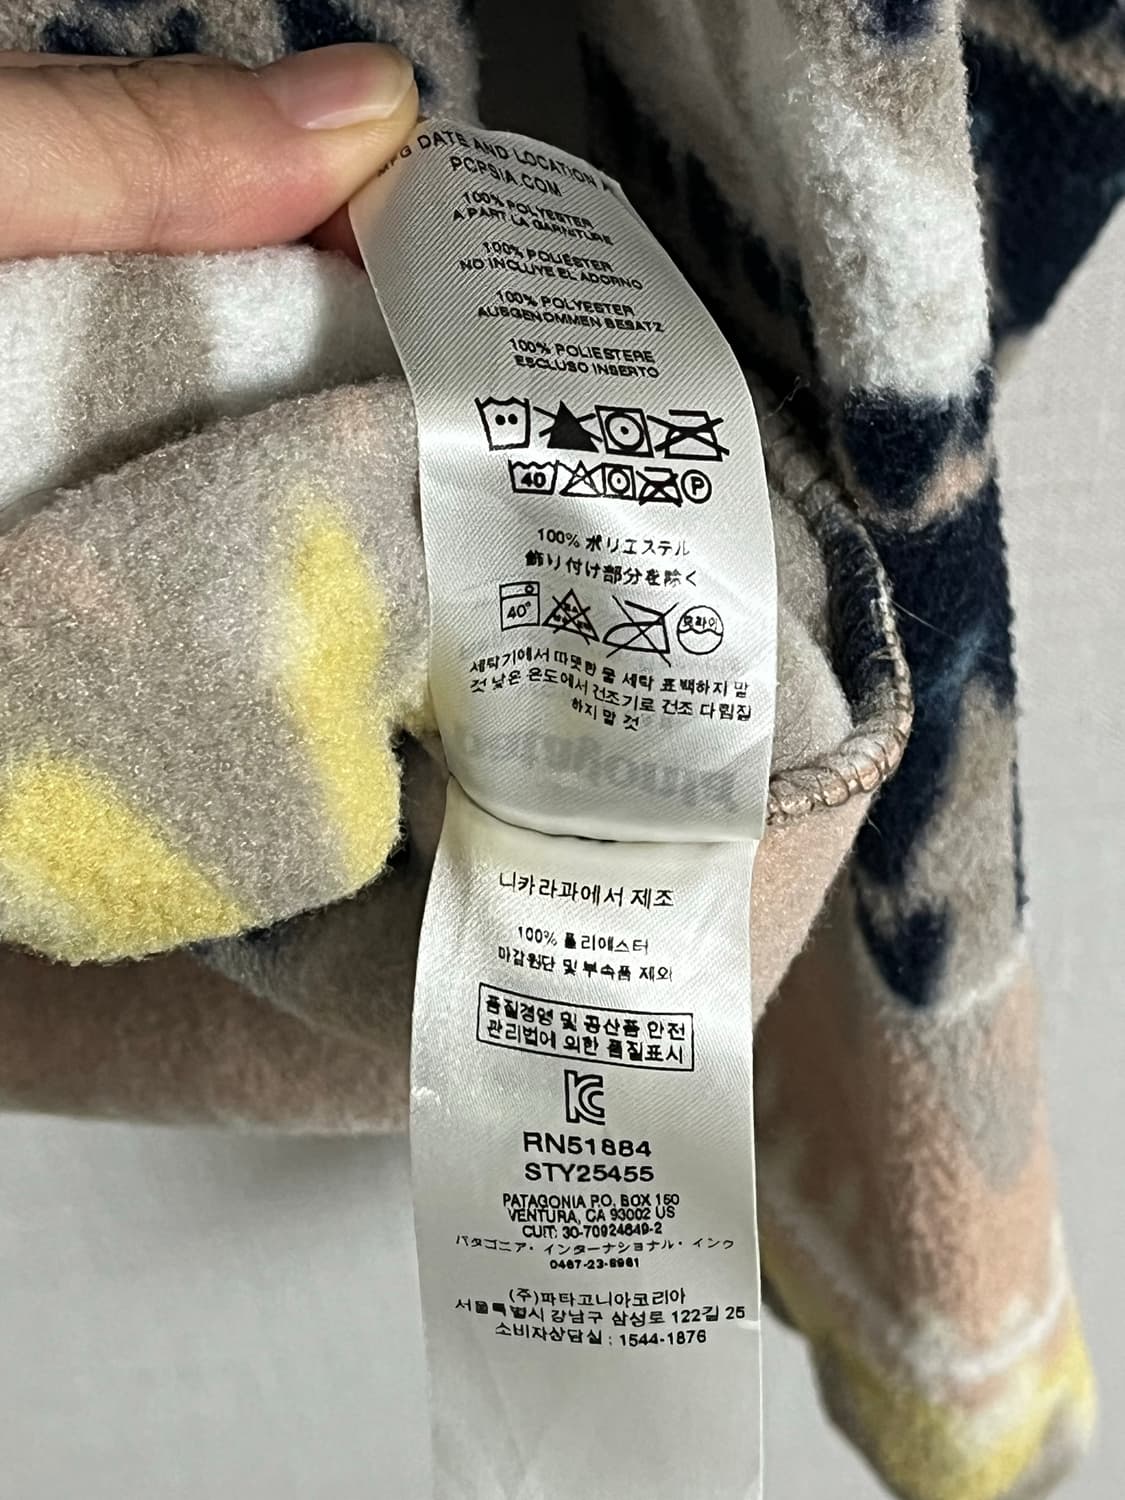 MFG DATE AND LOCATION
PCPSIA.COM
100% POLYESTER
A PART LA GARNITURE
100% POLIÉSTER
NO INCLUYE EL ADORNO
100% POLYESTER
AUSGENOMMEN BESATZ
100% POLIESTERE
ESCLUSO INSERTO
40 P
100% ポリエステル
飾り付け部分を除く
40° 드라이
세탁기에서 따뜻한 물 세탁 표백하지 말
것 낮은 온도에서 건조기로 건조 다림질
하지 말 것
니카라과에서 제조
100% 폴리에스터
마감원단 및 부속품 제외
품질경영 및 공산품 안전
관리법에 의한 품질표시
KC
RN51884
STY25455
PATAGONIA P.O. BOX 150
VENTURA, CA 93002 US
CUIT: 30-70924849-2
パタゴニア・インターナショナル・インク
0467-23-8961
(주)파타고니아코리아
서울특별시 강남구 삼성로 122길 25
소비자상담실 : 1544-1876